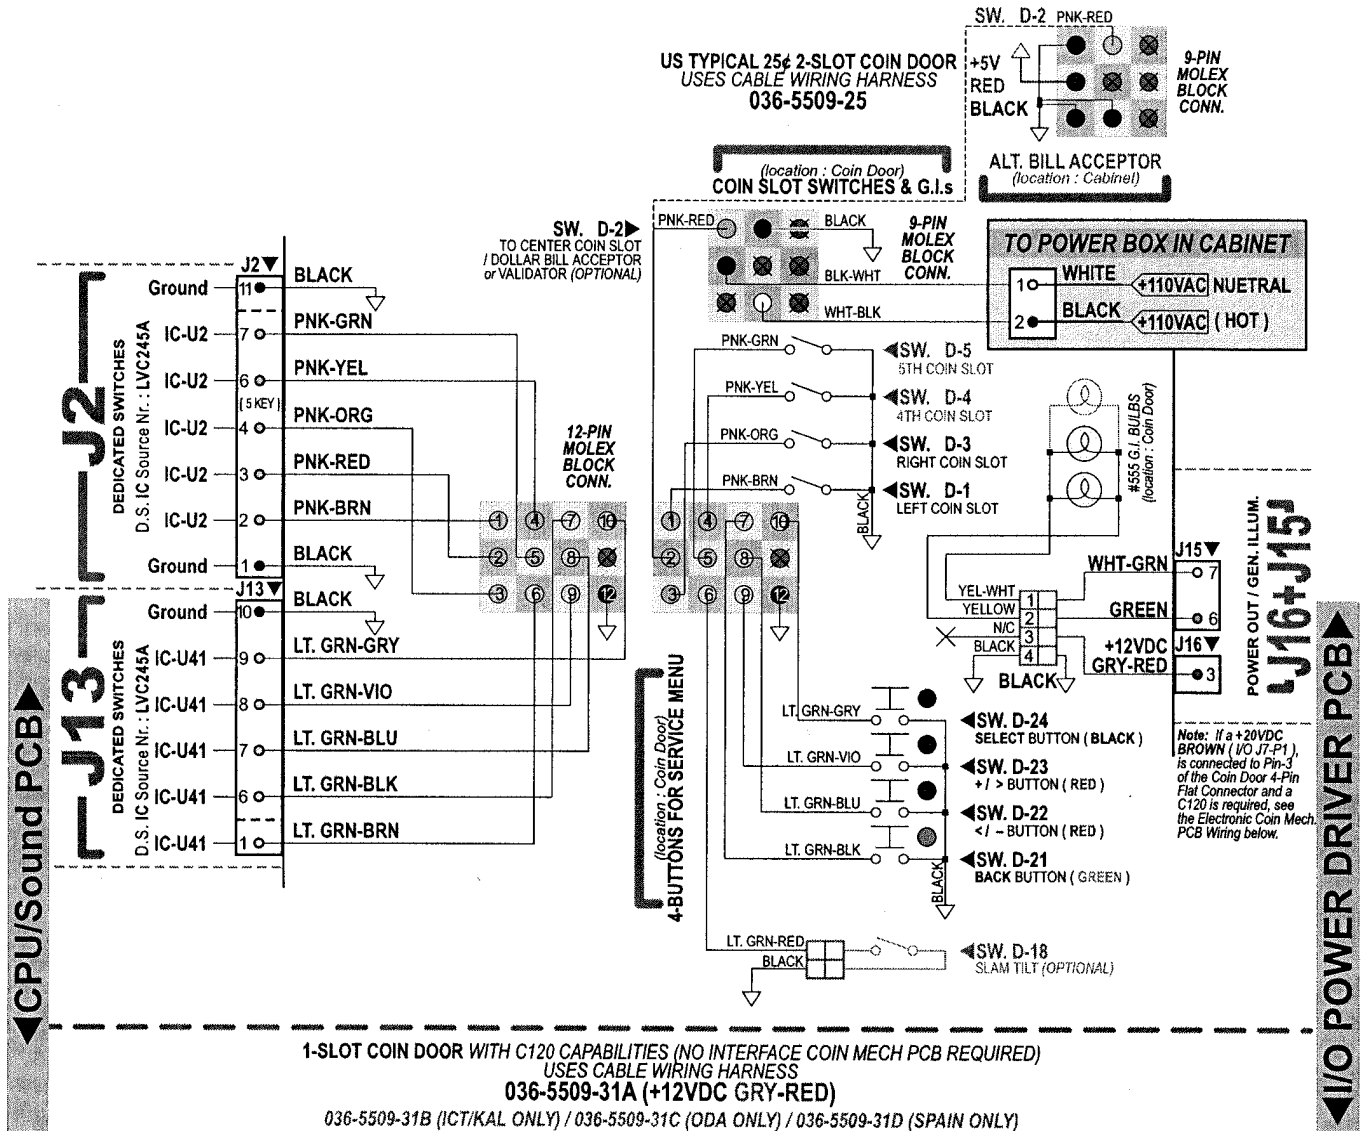 SW. D-2 PNK-RED
US TYPICAL 25¢ 2-SLOT COIN DOOR
USES CABLE WIRING HARNESS
036-5509-25
+5V
RED
BLACK
9-PIN
MOLEX
BLOCK
CONN.
ALT. BILL ACCEPTOR
(location : Cabinet)
(location : Coin Door)
COIN SLOT SWITCHES & G.I.s
SW. D-2
TO CENTER COIN SLOT
/ DOLLAR BILL ACCEPTOR
or VALIDATOR (OPTIONAL)
PNK-RED
BLACK
BLK-WHT
WHT-BLK
9-PIN
MOLEX
BLOCK
CONN.
TO POWER BOX IN CABINET
1 WHITE +110VAC NUETRAL
2 BLACK +110VAC ( HOT )
J2
DEDICATED SWITCHES
D.S. IC Source Nr. : LVC245A
J2▼
Ground 11 BLACK
IC-U2 7 PNK-GRN
IC-U2 6 PNK-YEL
( 5 KEY )
IC-U2 4 PNK-ORG
IC-U2 3 PNK-RED
IC-U2 2 PNK-BRN
Ground 1 BLACK
J13
DEDICATED SWITCHES
D.S. IC Source Nr. : LVC245A
J13▼
Ground 10 BLACK
IC-U41 9 LT. GRN-GRY
IC-U41 8 LT. GRN-VIO
IC-U41 7 LT. GRN-BLU
IC-U41 6 LT. GRN-BLK
IC-U41 1 LT. GRN-BRN
◀CPU/Sound PCB▶
12-PIN
MOLEX
BLOCK
CONN.
1 4 7 10
2 5 8
3 6 9 12
1 4 7 10
2 5 8
3 6 9 12
PNK-GRN
◀SW. D-5
5TH COIN SLOT
PNK-YEL
◀SW. D-4
4TH COIN SLOT
PNK-ORG
◀SW. D-3
RIGHT COIN SLOT
PNK-BRN
◀SW. D-1
LEFT COIN SLOT
BLACK
#555 G.I. BULBS
(location : Coin Door)
J15▼
WHT-GRN 7
GREEN 6
J16▼
+12VDC
GRY-RED 3
YEL-WHT 1
YELLOW 2
N/C 3
BLACK 4
BLACK
POWER OUT / GEN. ILLUM.
J16+J15
◀I/O POWER DRIVER PCB▶
Note: If a +20VDC
BROWN ( I/O J7-P1 ),
is connected to Pin-3
of the Coin Door 4-Pin
Flat Connector and a
C120 is required, see
the Electronic Coin Mech.
PCB Wiring below.
4-BUTTONS FOR SERVICE MENU
(location : Coin Door)
LT. GRN-GRY
◀SW. D-24
SELECT BUTTON ( BLACK )
LT. GRN-VIO
◀SW. D-23
+ / > BUTTON ( RED )
LT. GRN-BLU
◀SW. D-22
< / – BUTTON ( RED )
LT. GRN-BLK
◀SW. D-21
BACK BUTTON ( GREEN )
BLACK
LT. GRN-RED
BLACK
◀SW. D-18
SLAM TILT (OPTIONAL)
1-SLOT COIN DOOR WITH C120 CAPABILITIES (NO INTERFACE COIN MECH PCB REQUIRED)
USES CABLE WIRING HARNESS
036-5509-31A (+12VDC GRY-RED)
036-5509-31B (ICT/KAL ONLY) / 036-5509-31C (ODA ONLY) / 036-5509-31D (SPAIN ONLY)